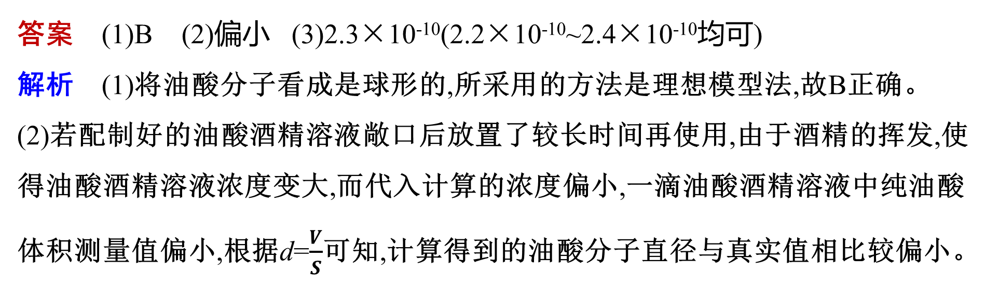 答案 (1)B (2)偏小 (3)2.3×10⁻¹⁰(2.2×10⁻¹⁰~2.4×10⁻¹⁰均可)
解析 (1)将油酸分子看成是球形的,所采用的方法是理想模型法,故B正确。
(2)若配制好的油酸酒精溶液敞口后放置了较长时间再使用,由于酒精的挥发,使
得油酸酒精溶液浓度变大,而代入计算的浓度偏小,一滴油酸酒精溶液中纯油酸
体积测量值偏小,根据d=V/S可知,计算得到的油酸分子直径与真实值相比较偏小。